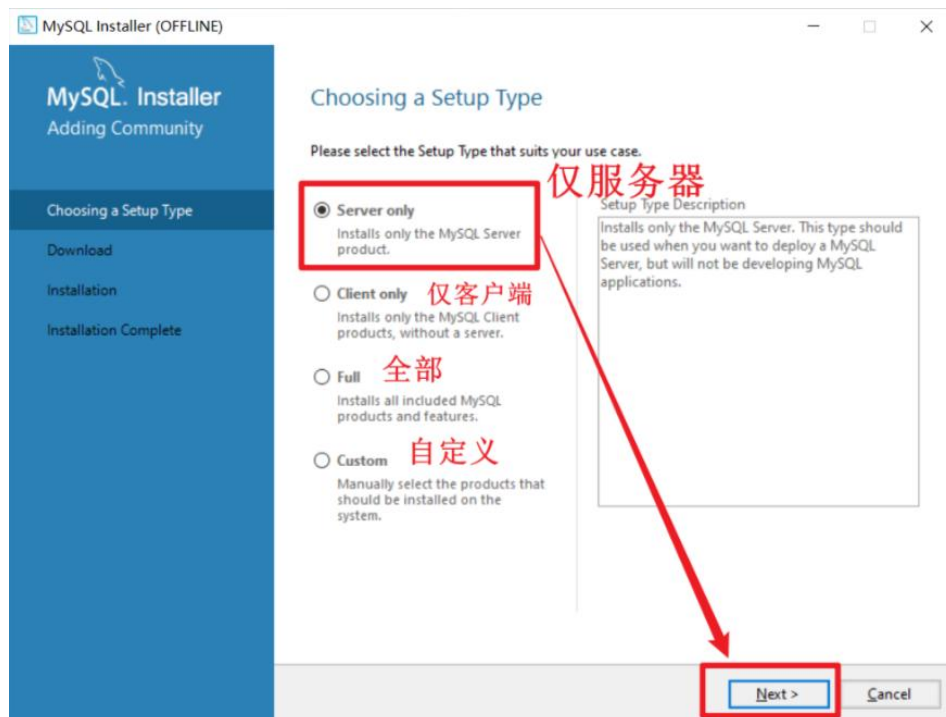 MySQL Installer (OFFLINE)
MySQL. Installer
Adding Community
Choosing a Setup Type
Download
Installation
Installation Complete
Choosing a Setup Type
Please select the Setup Type that suits your use case.
仅服务器
Server only
Installs only the MySQL Server
product.
Client only 仅客户端
Installs only the MySQL Client
products, without a server.
Full 全部
Installs all included MySQL
products and features.
Custom 自定义
Manually select the products that
should be installed on the
system.
Setup Type Description
Installs only the MySQL Server. This type should
be used when you want to deploy a MySQL
Server, but will not be developing MySQL
applications.
Next >
Cancel